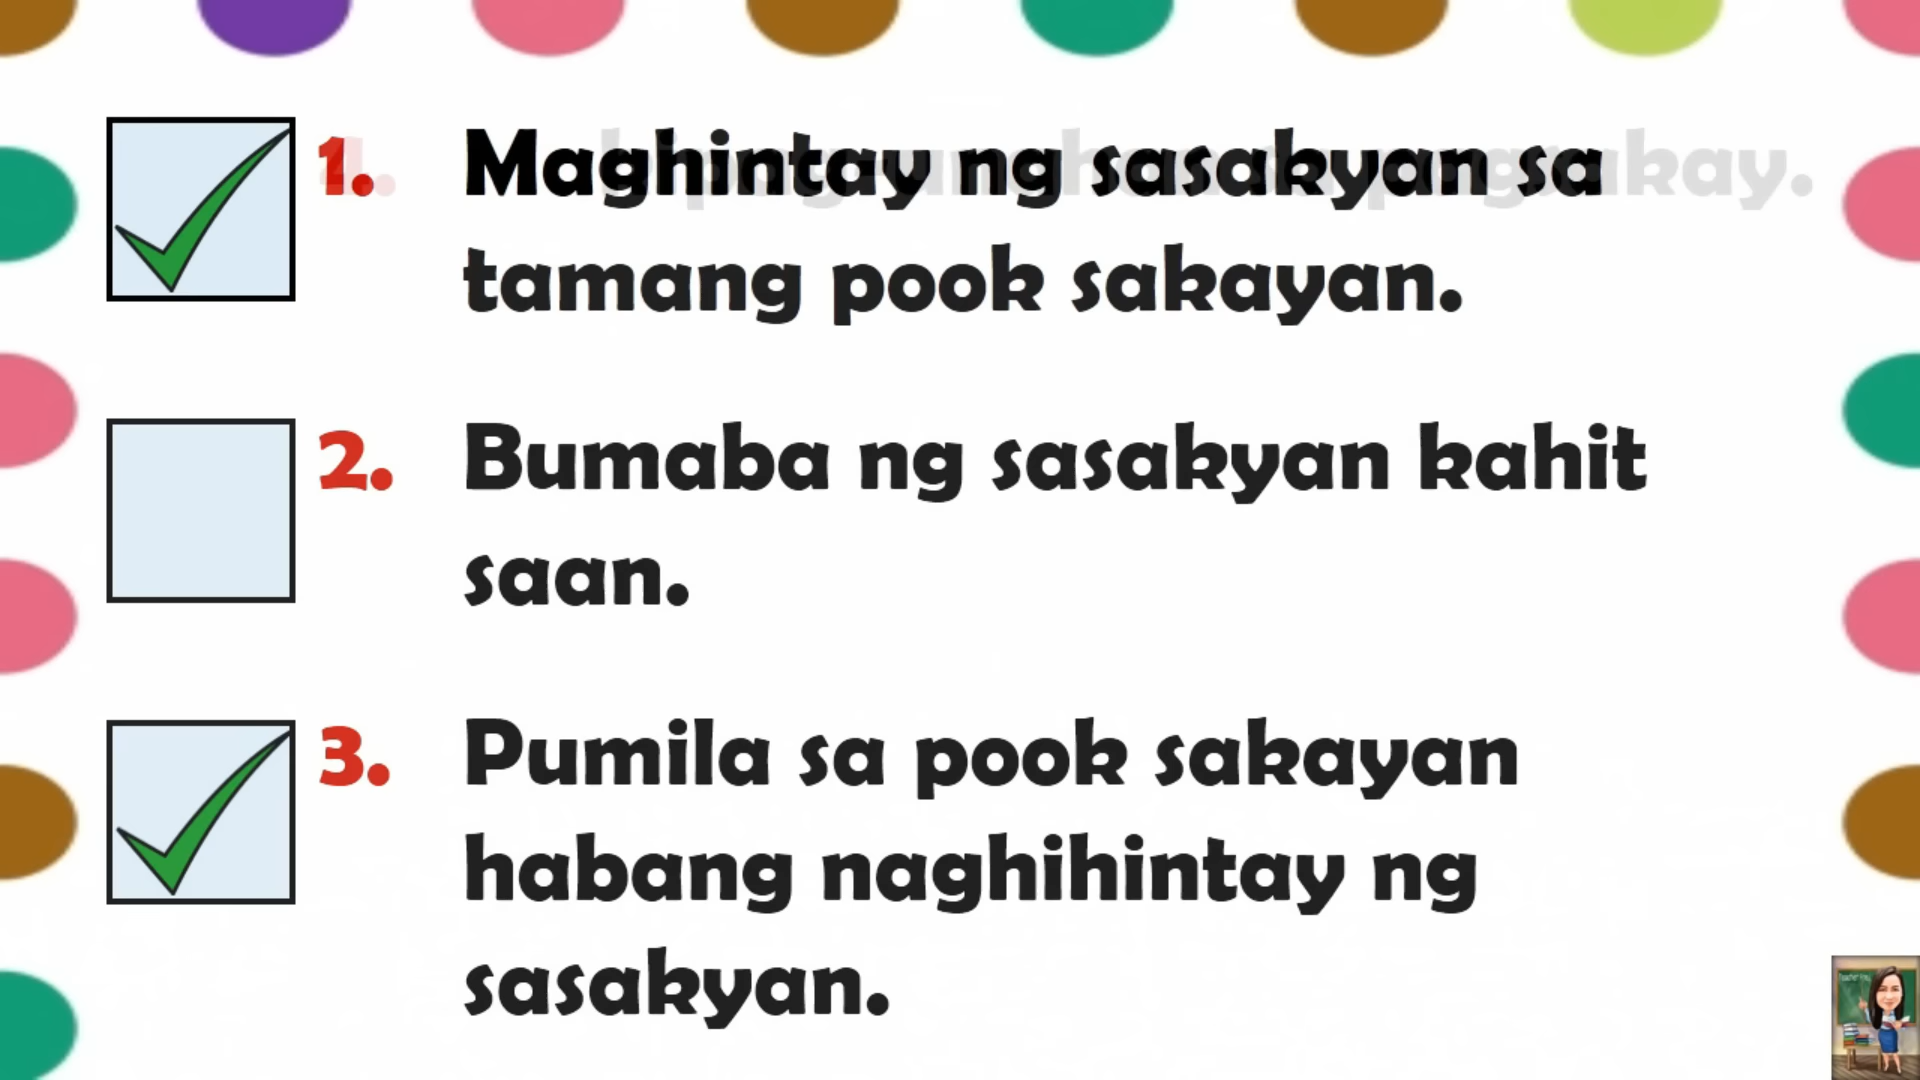 1. Maghintay ng sasakyan sa
tamang pook sakayan.
2. Bumaba ng sasakyan kahit
saan.
3. Pumila sa pook sakayan
habang naghihintay ng
sasakyan.